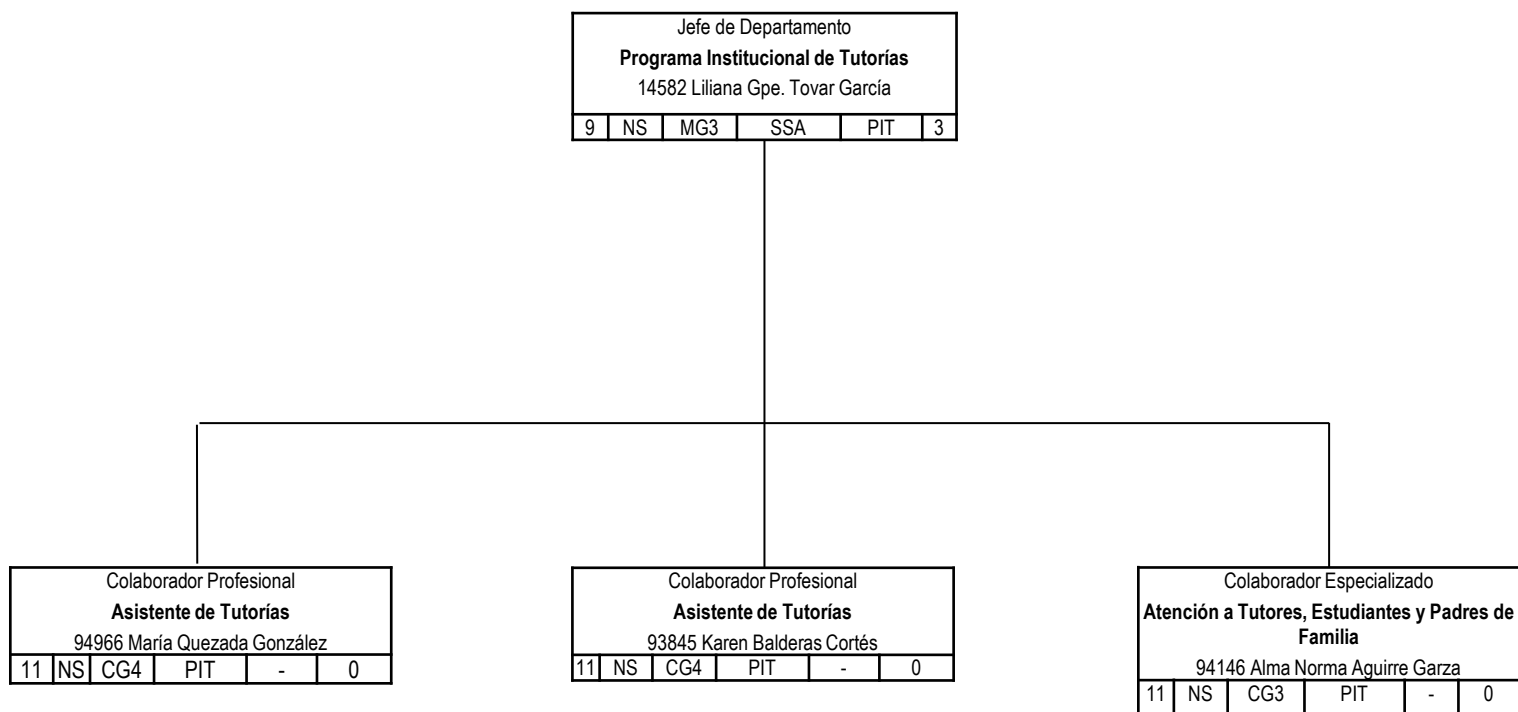 Jefe de Departamento
Programa Institucional de Tutorías
14582 Liliana Gpe. Tovar García
9 NS MG3 SSA PIT 3
Colaborador Profesional
Asistente de Tutorías
94966 María Quezada González
11 NS CG4 PIT - 0
Colaborador Profesional
Asistente de Tutorías
93845 Karen Balderas Cortés
11 NS CG4 PIT - 0
Colaborador Especializado
Atención a Tutores, Estudiantes y Padres de
Familia
94146 Alma Norma Aguirre Garza
11 NS CG3 PIT - 0